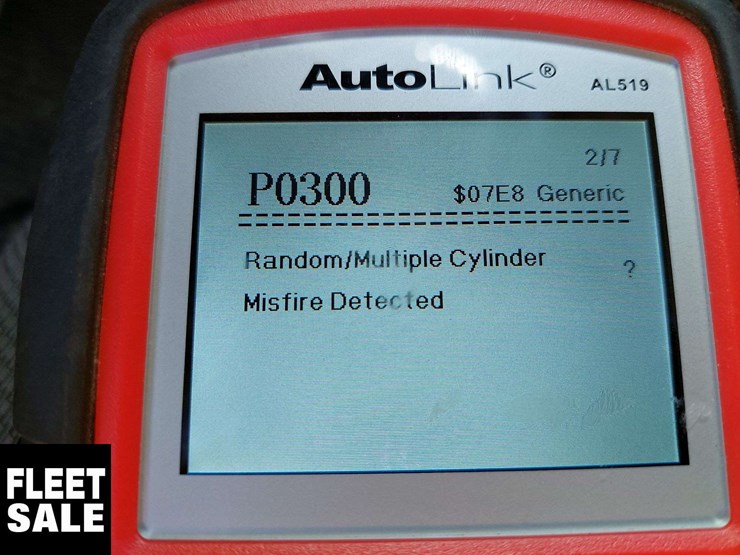 AutoLink®
AL519
2/7
P0300
$07E8 Generic
Random/Multiple Cylinder
?
Misfire Detected
FLEET
SALE